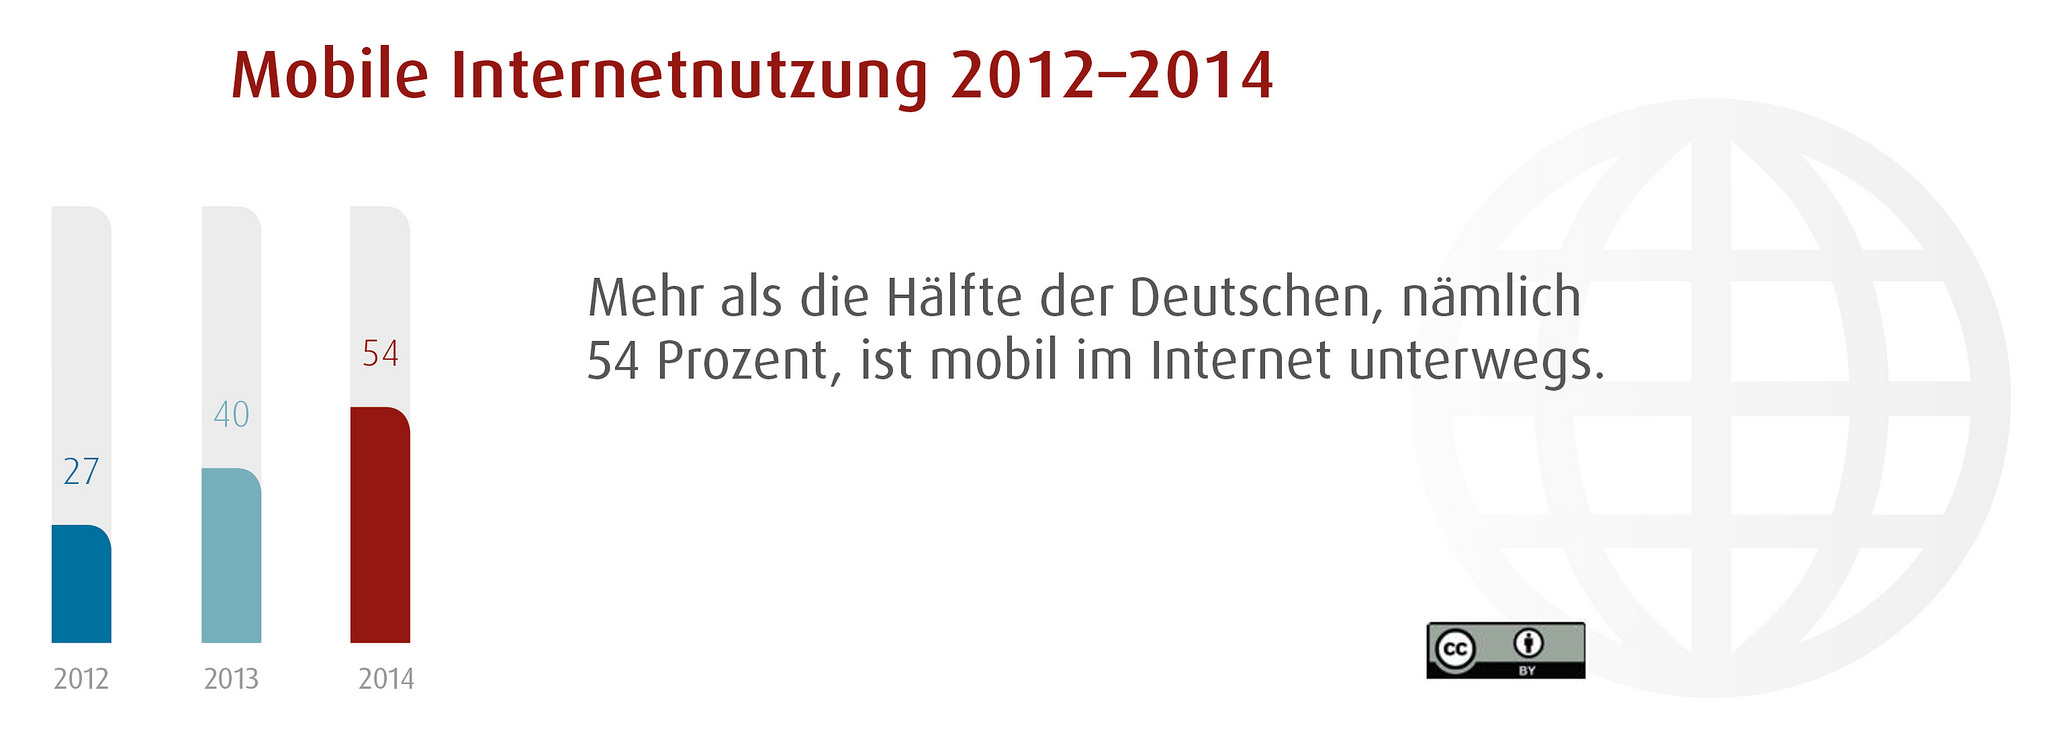 Mobile Internetnutzung 2012–2014
54
40
27
2012
2013
2014
Mehr als die Hälfte der Deutschen, nämlich
54 Prozent, ist mobil im Internet unterwegs.
cc
BY